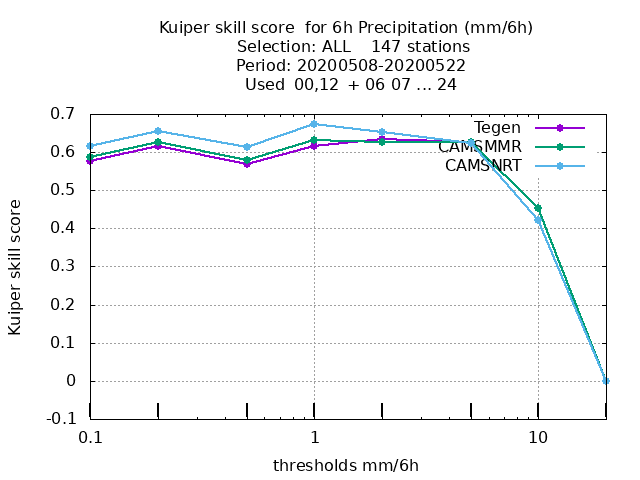 Kuiper skill score  for 6h Precipitation (mm/6h)
Selection: ALL    147 stations
Period: 20200508-20200522
Used  00,12  + 06 07 ... 24
Tegen
CAMSMMR
CAMSNRT
0.7
0.6
0.5
0.4
0.3
0.2
0.1
0
-0.1
0.1
1
10
Kuiper skill score
thresholds mm/6h